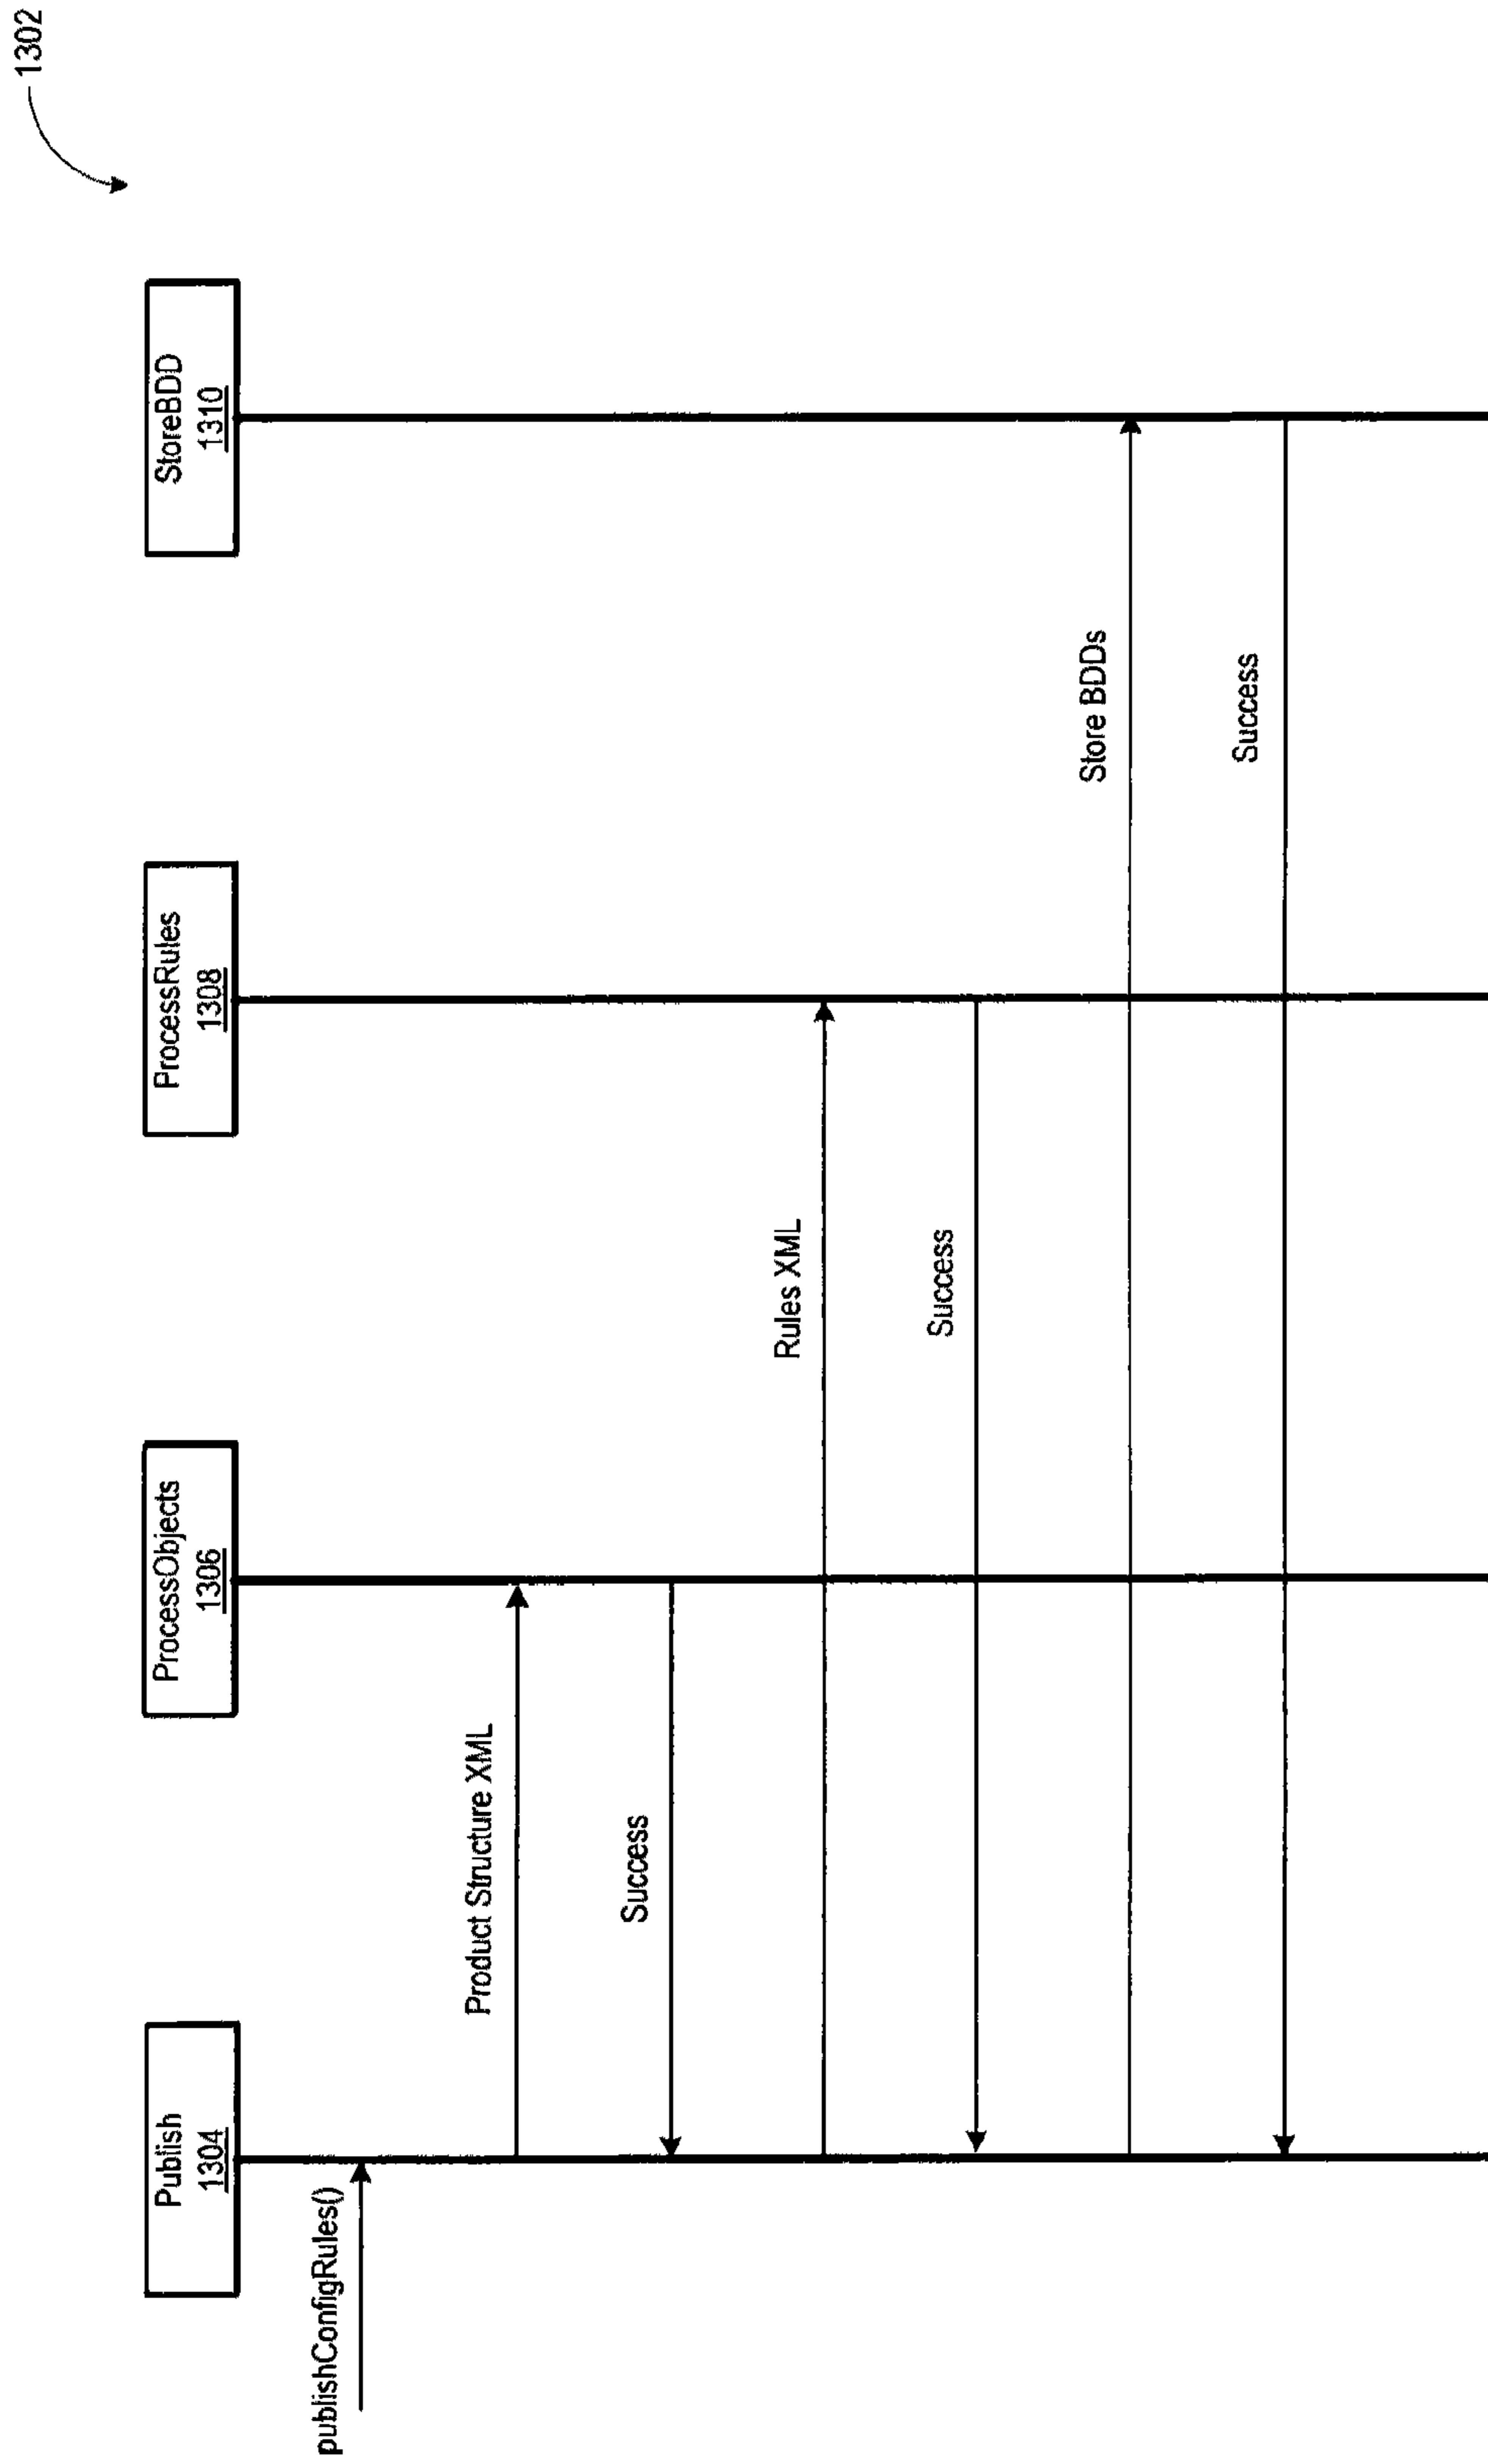 1302
Publish
1304
ProcessObjects
1306
ProcessRules
1308
StoreBDD
1310
publishConfigRules()
Product Structure XML
Success
Rules XML
Success
Store BDDs
Success